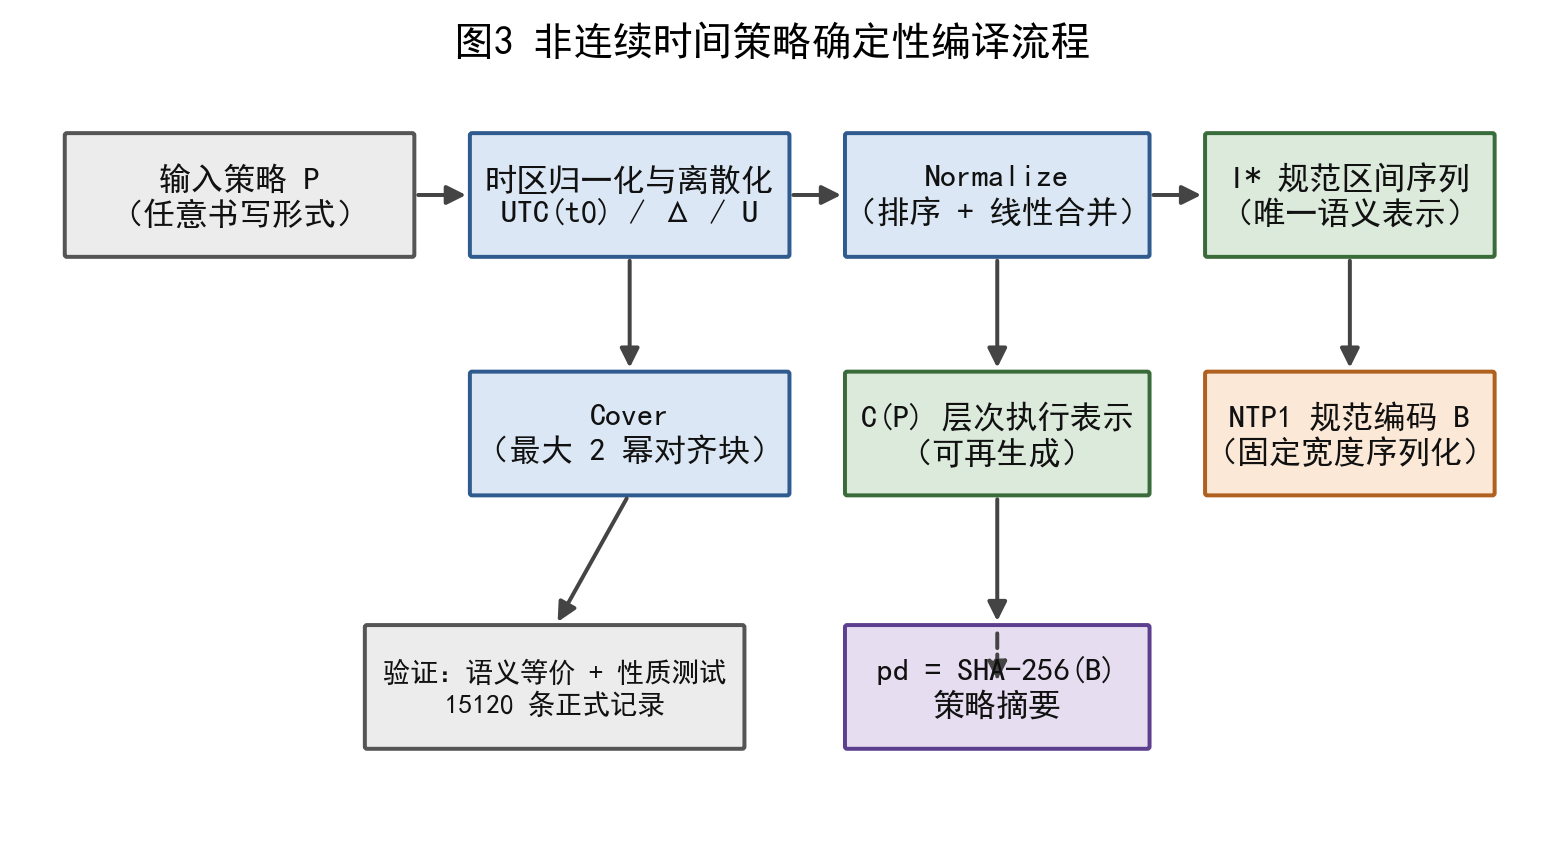 图3 非连续时间策略确定性编译流程
输入策略 P
（任意书写形式）
时区归一化与离散化
UTC(t0) / Δ / U
Normalize
（排序 + 线性合并）
I* 规范区间序列
（唯一语义表示）
Cover
（最大 2 幂对齐块）
C(P) 层次执行表示
（可再生成）
NTP1 规范编码 B
（固定宽度序列化）
验证: 语义等价 + 性质测试
15120 条正式记录
pd = SHA-256(B)
策略摘要